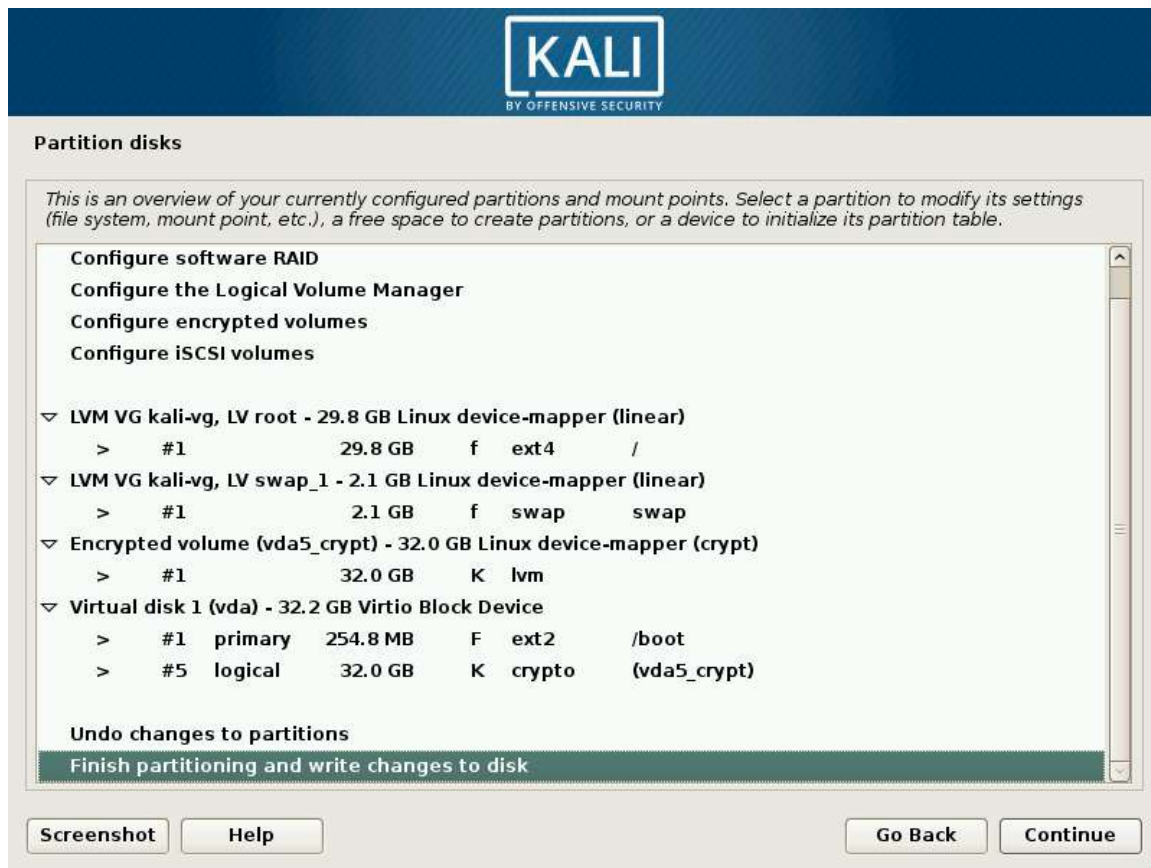 KALI
BY OFFENSIVE SECURITY
Partition disks
This is an overview of your currently configured partitions and mount points. Select a partition to modify its settings
(file system, mount point, etc.), a free space to create partitions, or a device to initialize its partition table.
Configure software RAID
Configure the Logical Volume Manager
Configure encrypted volumes
Configure iSCSI volumes
LVM VG kali-vg, LV root - 29.8 GB Linux device-mapper (linear)
> #1 29.8 GB f ext4 /
LVM VG kali-vg, LV swap_1 - 2.1 GB Linux device-mapper (linear)
> #1 2.1 GB f swap swap
Encrypted volume (vda5_crypt) - 32.0 GB Linux device-mapper (crypt)
> #1 32.0 GB K lvm
Virtual disk 1 (vda) - 32.2 GB Virtio Block Device
> #1 primary 254.8 MB F ext2 /boot
> #5 logical 32.0 GB K crypto (vda5_crypt)
Undo changes to partitions
Finish partitioning and write changes to disk
Screenshot Help Go Back Continue